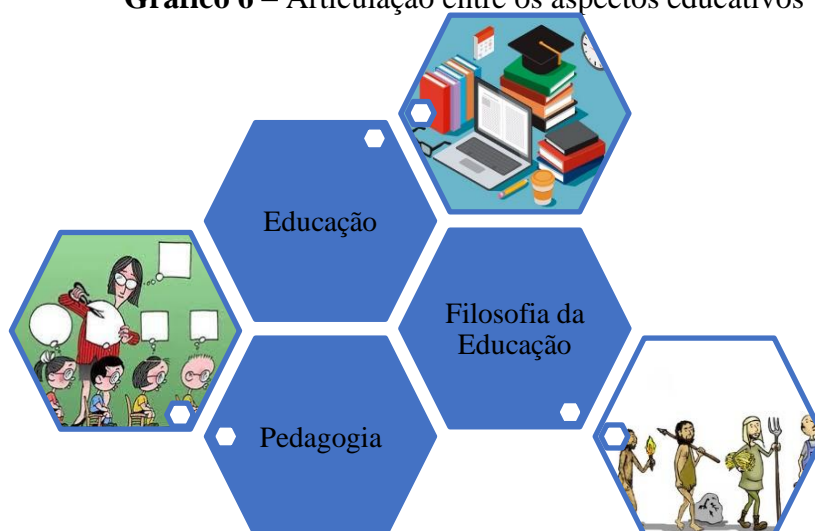 Gráfico 6 – Articulação entre os aspectos educativos
Educação
Filosofia da
Educação
Pedagogia